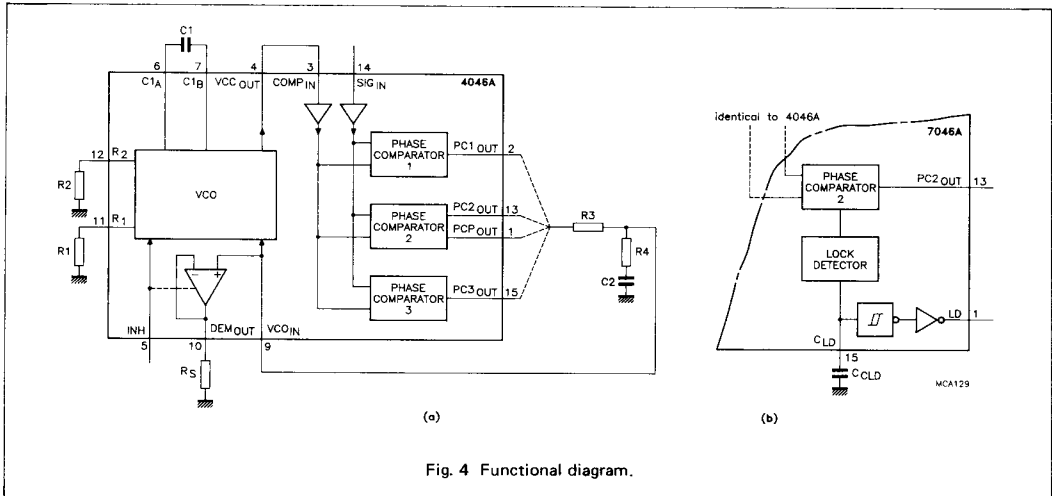 C1
6 7 4 3 14 4046A
C1A C1B VCC OUT COMP IN SIG IN
12 R2
R2
11 R1
R1
VCO
PHASE COMPARATOR 1
PC1 OUT 2
PHASE COMPARATOR 2
PC2 OUT 13
PCP OUT 1
PHASE COMPARATOR 3
PC3 OUT 15
R3
R4
C2
− +
INH DEM OUT VCO IN
5 10 9
RS
(a)
identical to 4046A
7046A
PHASE COMPARATOR 2
PC2 OUT 13
LOCK DETECTOR
LD 1
CLD
15
CCLD
MCA129
(b)
Fig. 4 Functional diagram.